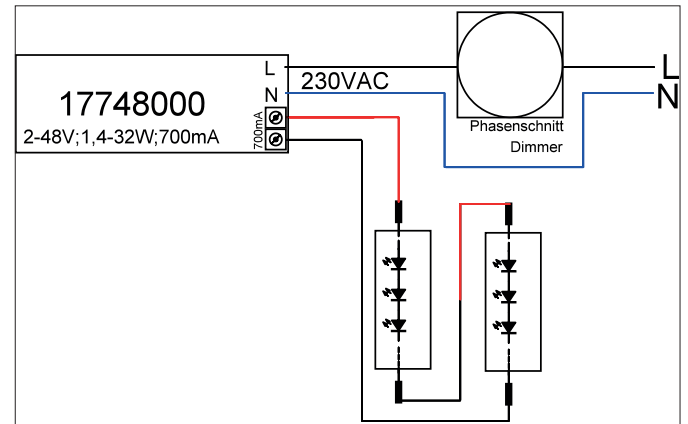 L
230VAC
N
17748000
2-48V;1,4-32W;700mA
700mA
Phasenschnitt
Dimmer
L
N